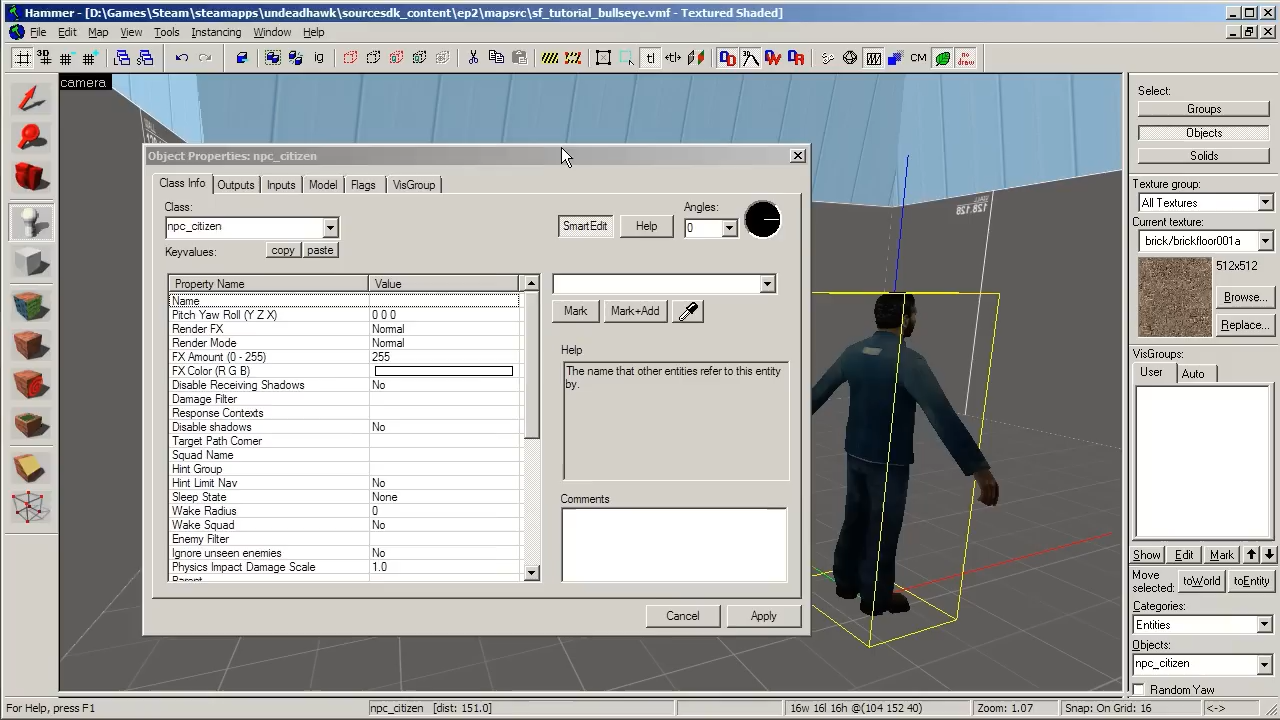 Hammer - [D:\Games\Steam\steamapps\undeadhawk\sourcesdk_content\ep2\mapsrc\sf_tutorial_bullseye.vmf - Textured Shaded]
File Edit Map View Tools Instancing Window Help
camera
Object Properties: npc_citizen
Class Info Outputs Inputs Model Flags VisGroup
Class:
npc_citizen
SmartEdit Help
Angles:
0
Keyvalues: copy paste
Property Name Value
Name
Pitch Yaw Roll (Y Z X) 0 0 0
Render FX Normal
Render Mode Normal
FX Amount (0 - 255) 255
FX Color (R G B)
Disable Receiving Shadows No
Damage Filter
Response Contexts
Disable shadows No
Target Path Corner
Squad Name
Hint Group
Hint Limit Nav No
Sleep State None
Wake Radius 0
Wake Squad No
Enemy Filter
Ignore unseen enemies No
Physics Impact Damage Scale 1.0
Parent
Mark Mark+Add
Help
The name that other entities refer to this entity
by.
Comments
Cancel Apply
Select:
Groups
Objects
Solids
Texture group:
All Textures
Current texture:
brick/brickfloor001a
512x512
Browse...
Replace...
VisGroups:
User Auto
Show Edit Mark
Move
selected: toWorld toEntity
Categories:
Entities
Objects:
npc_citizen
Random Yaw
For Help, press F1
npc_citizen [dist: 151.0]
16w 16l 16h @(104 152 40)
Zoom: 1.07
Snap: On Grid: 16
<->